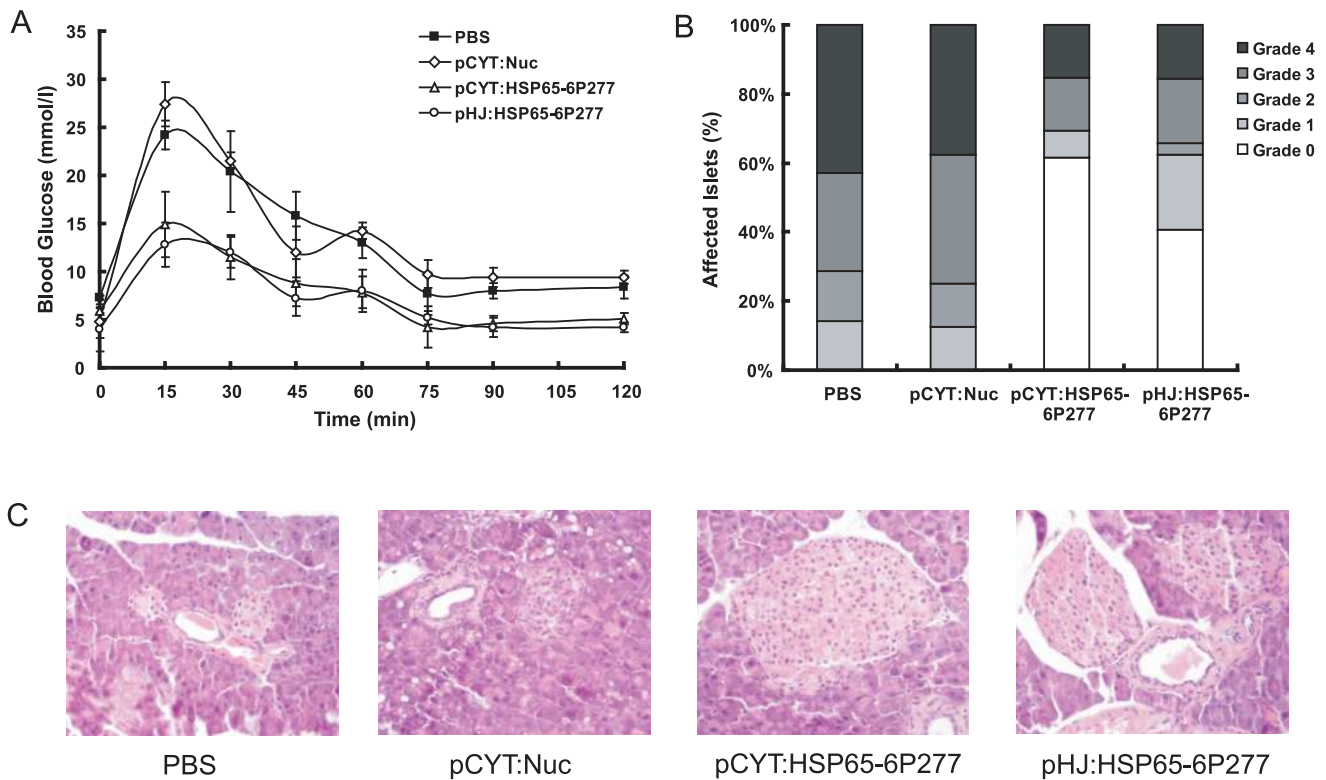 A
35
30
25
20
15
10
5
0
Blood Glucose (mmol/l)
0 15 30 45 60 75 90 105 120
Time (min)
PBS
pCYT:Nuc
pCYT:HSP65-6P277
pHJ:HSP65-6P277
B
100%
80%
60%
40%
20%
0%
Affected Islets (%)
PBS pCYT:Nuc pCYT:HSP65- pHJ:HSP65-
6P277 6P277
Grade 4
Grade 3
Grade 2
Grade 1
Grade 0
C
PBS pCYT:Nuc pCYT:HSP65-6P277 pHJ:HSP65-6P277